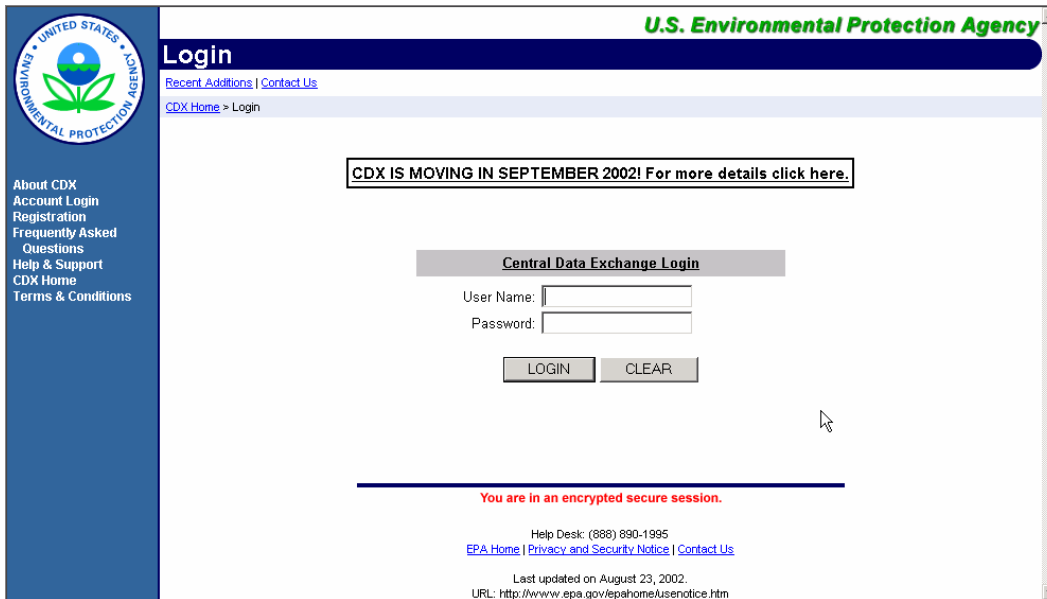 UNITED STATES
ENVIRONMENTAL PROTECTION AGENCY
U.S. Environmental Protection Agency
Login
Recent Additions | Contact Us
CDX Home > Login
About CDX
Account Login
Registration
Frequently Asked
Questions
Help & Support
CDX Home
Terms & Conditions
CDX IS MOVING IN SEPTEMBER 2002! For more details click here.
Central Data Exchange Login
User Name:
Password:
LOGIN CLEAR
You are in an encrypted secure session.
Help Desk: (888) 890-1995
EPA Home | Privacy and Security Notice | Contact Us
Last updated on August 23, 2002.
URL: http://www.epa.gov/epahome/usenotice.htm